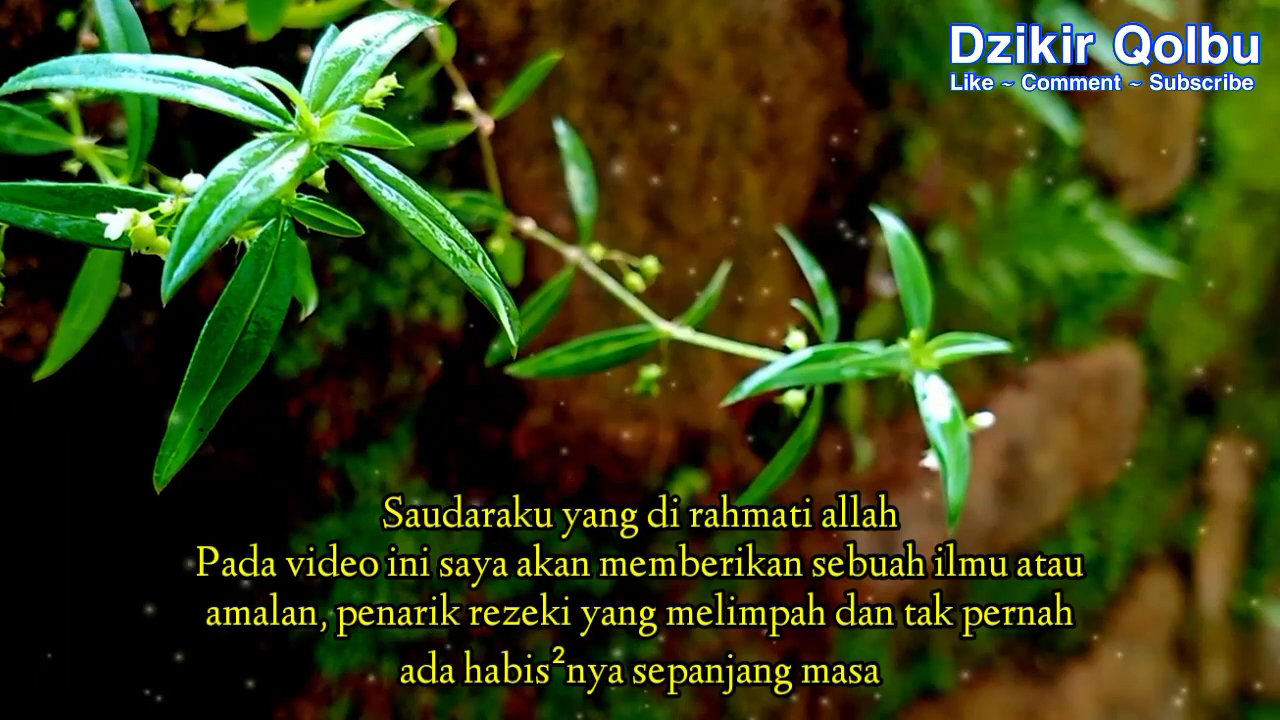 Dzikir Qolbu
Like ~ Comment ~ Subscribe
Saudaraku yang di rahmati allah
Pada video ini saya akan memberikan sebuah ilmu atau
amalan, penarik rezeki yang melimpah dan tak pernah
ada habis²nya sepanjang masa